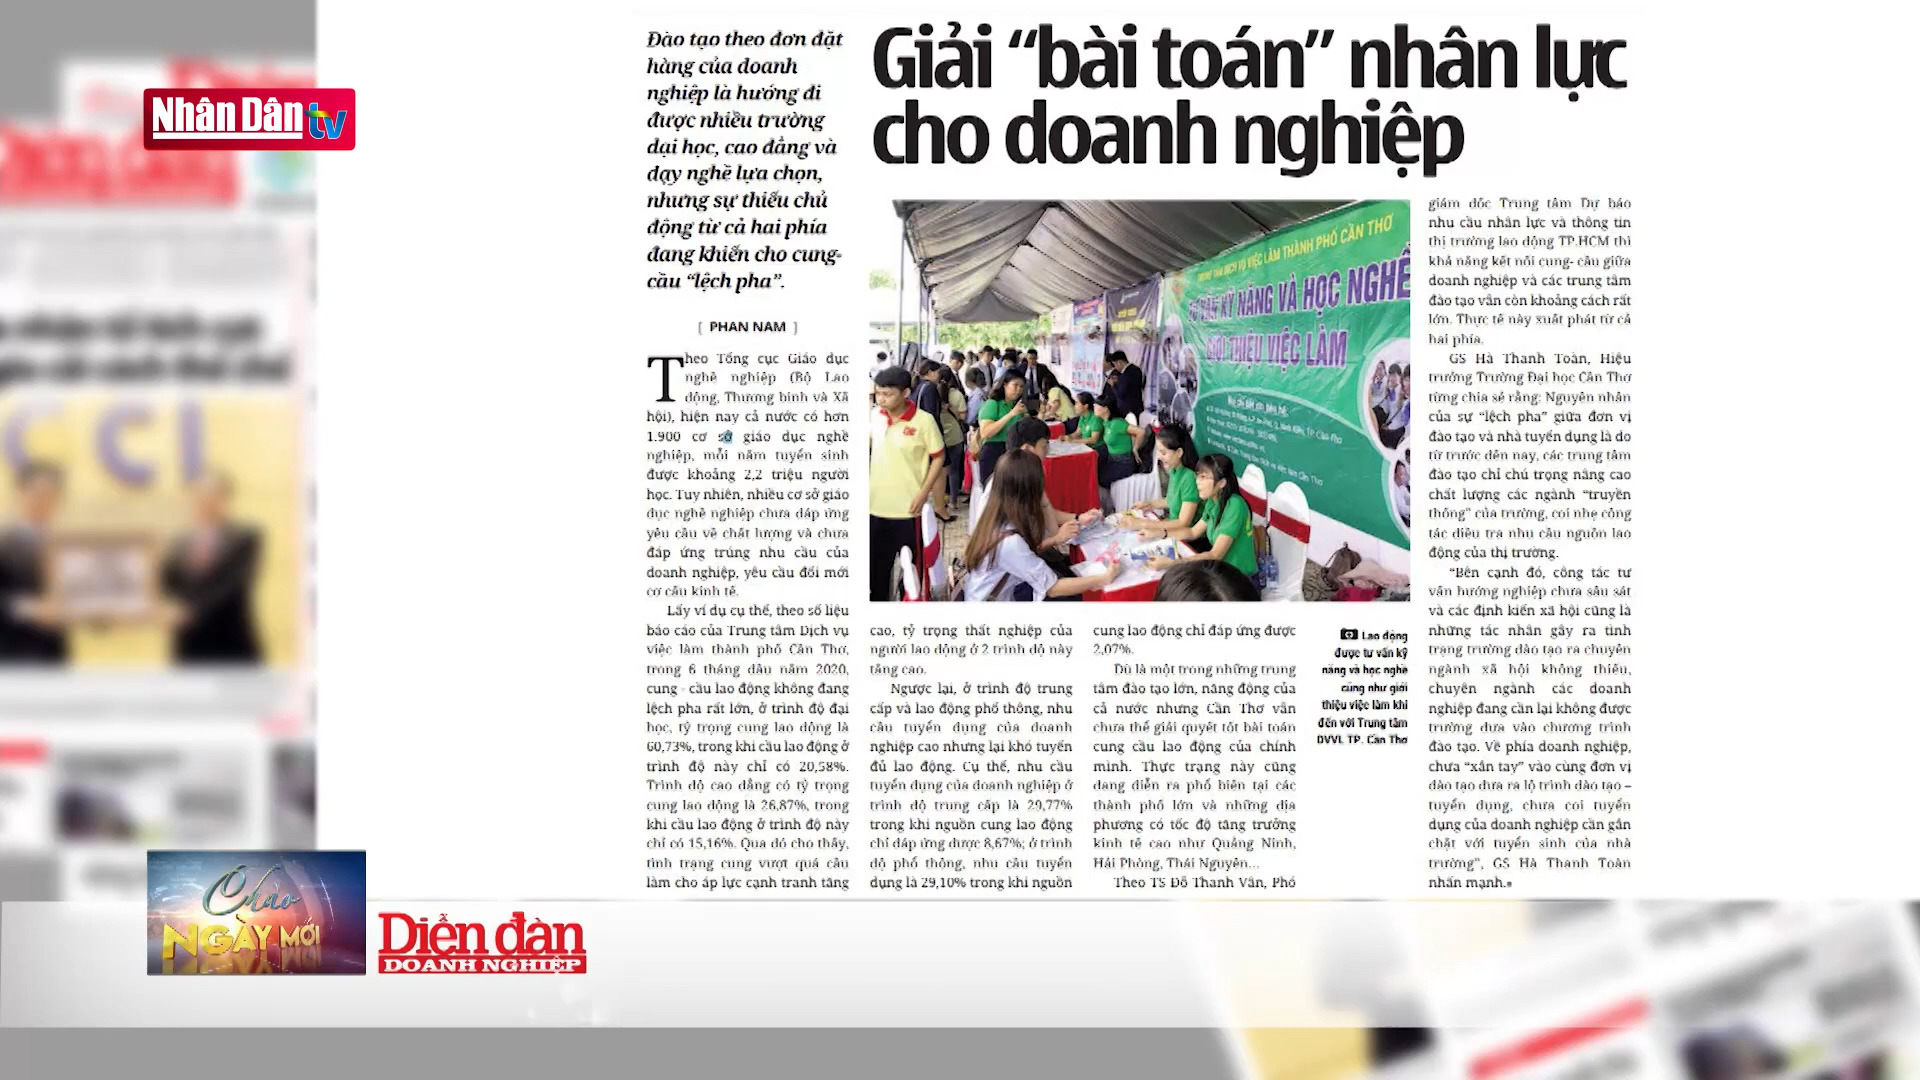 Nhân Dân tv
Giải “bài toán” nhân lực
cho doanh nghiệp
Đào tạo theo đơn đặt
hàng của doanh
nghiệp là hướng đi
được nhiều trường
đại học, cao đẳng và
dạy nghề lựa chọn,
nhưng sự thiếu chủ
động từ cả hai phía
đang khiến cho cung-
cầu “lệch pha”.
[ PHAN NAM ]
Theo Tổng cục Giáo dục
nghề nghiệp (Bộ Lao
động, Thương binh và Xã
hội), hiện nay cả nước có hơn
1.900 cơ sở giáo dục nghề
nghiệp, mỗi năm tuyển sinh
được khoảng 2,2 triệu người
học. Tuy nhiên, nhiều cơ sở giáo
dục nghề nghiệp chưa đáp ứng
yêu cầu về chất lượng và chưa
đáp ứng trúng nhu cầu của
doanh nghiệp, yêu cầu đổi mới
cơ cấu kinh tế.
Lấy ví dụ cụ thể, theo số liệu
báo cáo của Trung tâm Dịch vụ
việc làm thành phố Cần Thơ,
trong 6 tháng đầu năm 2020,
cung - cầu lao động không đang
lệch pha rất lớn, ở trình độ đại
học, tỷ trọng cung lao động là
60,73%, trong khi cầu lao động ở
trình độ này chỉ có 20,58%.
Trình độ cao đẳng có tỷ trọng
cung lao động là 26,87%, trong
khi cầu lao động ở trình độ này
chỉ có 15,16%. Qua đó cho thấy,
tình trạng cung vượt quá cầu
làm cho áp lực cạnh tranh tăng
cao, tỷ trọng thất nghiệp của
người lao động ở 2 trình độ này
tăng cao.
Ngược lại, ở trình độ trung
cấp và lao động phổ thông, nhu
cầu tuyển dụng của doanh
nghiệp cao nhưng lại khó tuyển
đủ lao động. Cụ thể, nhu cầu
tuyển dụng của doanh nghiệp ở
trình độ trung cấp là 29,77%
trong khi nguồn cung lao động
chỉ đáp ứng được 8,67%; ở trình
độ phổ thông, nhu cầu tuyển
dụng là 29,10% trong khi nguồn
cung lao động chỉ đáp ứng được
2,07%.
Dù là một trong những trung
tâm đào tạo lớn, năng động của
cả nước nhưng Cần Thơ vẫn
chưa thể giải quyết tốt bài toán
cung cầu lao động của chính
mình. Thực trạng này cũng
đang diễn ra phổ biến tại các
thành phố lớn và những địa
phương có tốc độ tăng trưởng
kinh tế cao như Quảng Ninh,
Hải Phòng, Thái Nguyên...
Theo TS Đỗ Thanh Vân, Phó
giám đốc Trung tâm Dự báo
nhu cầu nhân lực và thông tin
thị trường lao động TP.HCM thì
khả năng kết nối cung- cầu giữa
doanh nghiệp và các trung tâm
đào tạo vẫn còn khoảng cách rất
lớn. Thực tế này xuất phát từ cả
hai phía.
GS Hà Thanh Toàn, Hiệu
trưởng Trường Đại học Cần Thơ
từng chia sẻ rằng: Nguyên nhân
của sự “lệch pha” giữa đơn vị
đào tạo và nhà tuyển dụng là do
từ trước đến nay, các trung tâm
đào tạo chỉ chú trọng nâng cao
chất lượng các ngành “truyền
thống” của trường, coi nhẹ công
tác điều tra nhu cầu nguồn lao
động của thị trường.
“Bên cạnh đó, công tác tư
vấn hướng nghiệp chưa sâu sát
và các định kiến xã hội cũng là
những tác nhân gây ra tình
trạng trường đào tạo ra chuyên
ngành xã hội không thiếu,
chuyên ngành các doanh
nghiệp đang cần lại không được
trường đưa vào chương trình
đào tạo. Về phía doanh nghiệp,
chưa “xắn tay” vào cùng đơn vị
đào tạo đưa ra lộ trình đào tạo –
tuyển dụng, chưa coi tuyển
dụng của doanh nghiệp cần gắn
chặt với tuyển sinh của nhà
trường”, GS Hà Thanh Toàn
nhấn mạnh.
TRUNG TÂM DỊCH VỤ VIỆC LÀM THÀNH PHỐ CẦN THƠ
VẤN KỸ NĂNG VÀ HỌC NGHỀ
GIỚI THIỆU VIỆC LÀM
Lao động
được tư vấn kỹ
năng và học nghề
cũng như giới
thiệu việc làm khi
đến với Trung tâm
DVVL TP. Cần Thơ
CCI
Chào
NGÀY MỚI
Diễn đàn
DOANH NGHIỆP